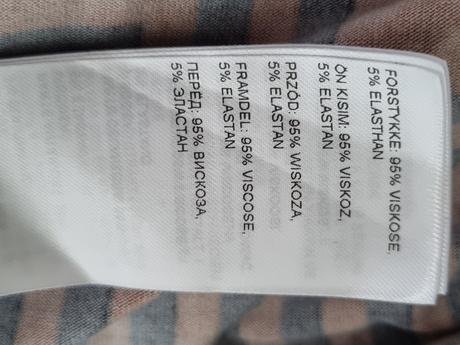 FORSTYKKE: 95% VISKOSE,
5% ELASTHAN
ÖN KISIM: 95% VISKOZ,
5% ELASTAN
PRZÓD: 95% WISKOZA,
5% ELASTAN
FRAMDEL: 95% VISCOSE,
5% ELASTAN
ПЕРЁД: 95% ВИСКОЗА,
5% ЭЛАСТАН